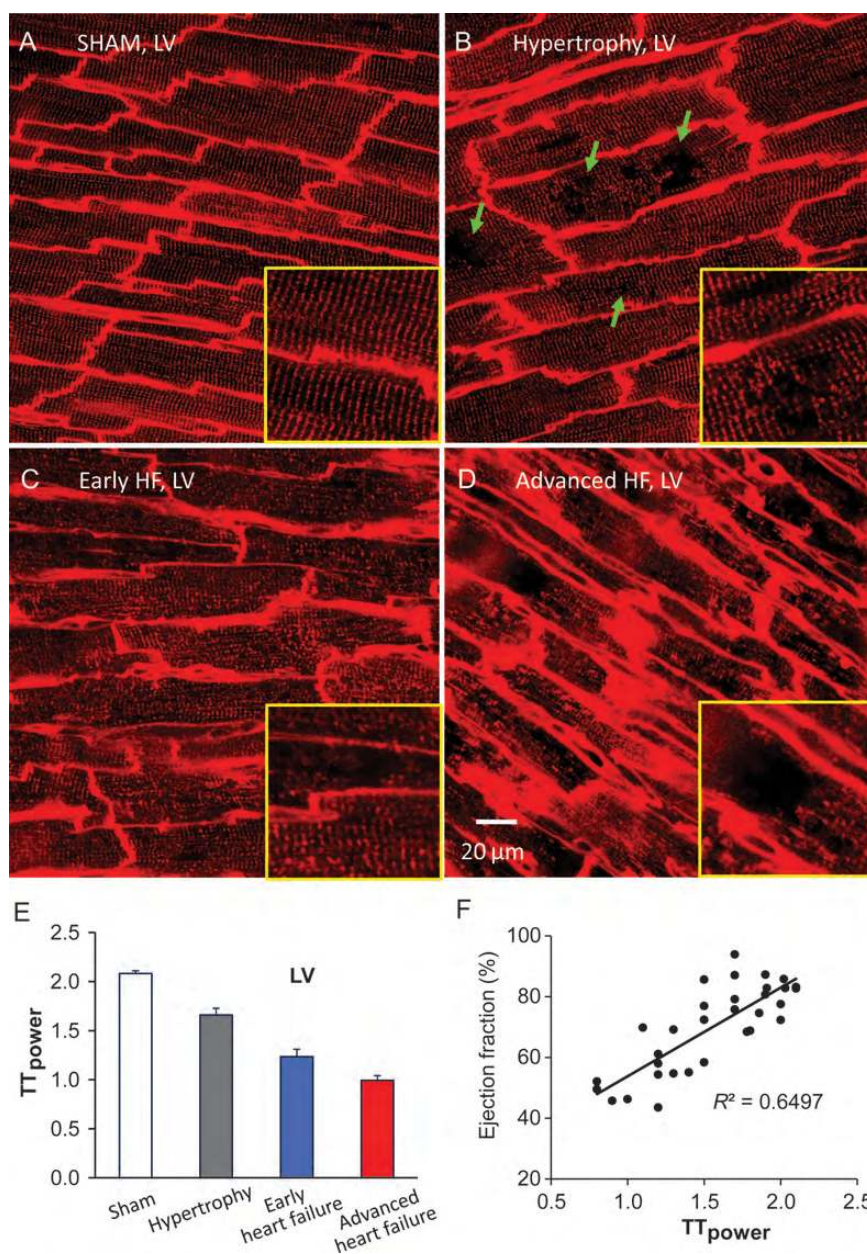 A SHAM, LV
B Hypertrophy, LV
C Early HF, LV
D Advanced HF, LV
20 µm
E
LV
TTpower
2.5
2.0
1.5
1.0
0.5
0.0
Sham
Hypertrophy
Early
heart failure
Advanced
heart failure
F
Ejection fraction (%)
100
80
60
40
20
R² = 0.6497
0.5 1.0 1.5 2.0 2.5
TTpower